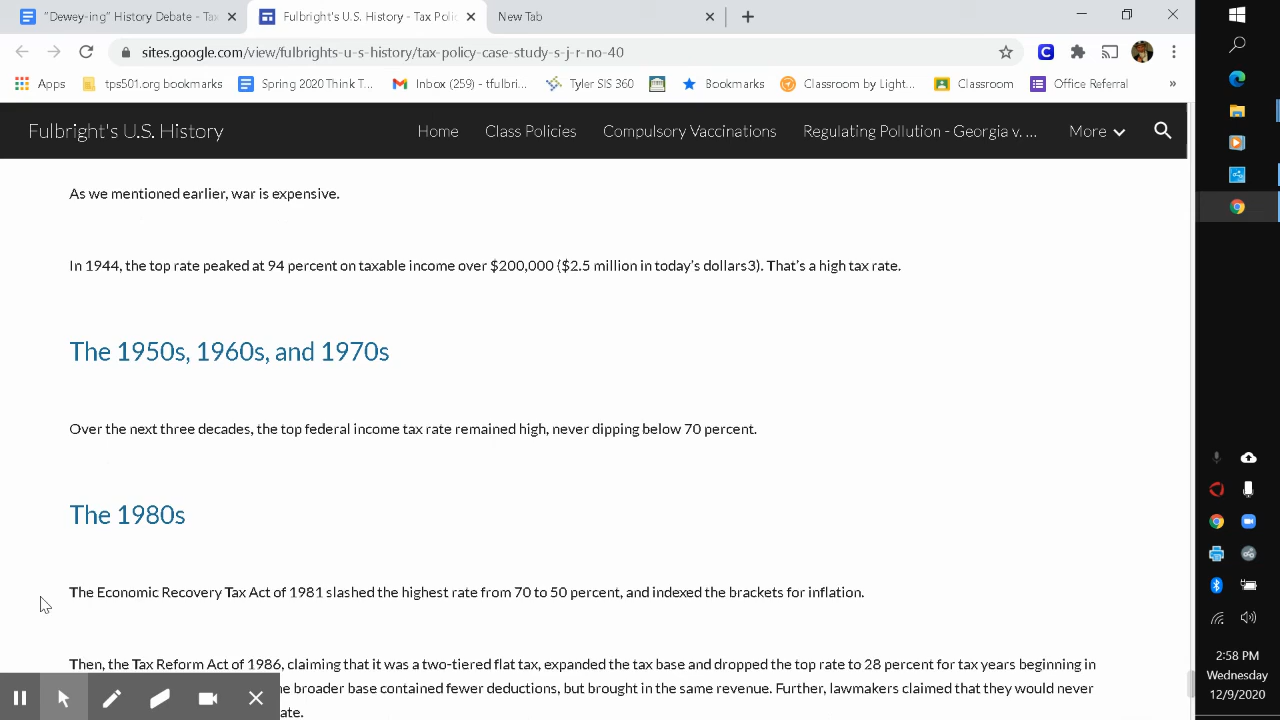 "Dewey-ing" History Debate - Tax
Fulbright's U.S. History - Tax Polic
New Tab
sites.google.com/view/fulbrights-u-s-history/tax-policy-case-study-s-j-r-no-40
Apps
tps501.org bookmarks
Spring 2020 Think T...
Inbox (259) - tfulbri...
Tyler SIS 360
Bookmarks
Classroom by Light...
Classroom
Office Referral
»
Fulbright's U.S. History
Home
Class Policies
Compulsory Vaccinations
Regulating Pollution - Georgia v. ...
More
As we mentioned earlier, war is expensive.
In 1944, the top rate peaked at 94 percent on taxable income over $200,000 ($2.5 million in today's dollars3). That's a high tax rate.
The 1950s, 1960s, and 1970s
Over the next three decades, the top federal income tax rate remained high, never dipping below 70 percent.
The 1980s
The Economic Recovery Tax Act of 1981 slashed the highest rate from 70 to 50 percent, and indexed the brackets for inflation.
Then, the Tax Reform Act of 1986, claiming that it was a two-tiered flat tax, expanded the tax base and dropped the top rate to 28 percent for tax years beginning in
e broader base contained fewer deductions, but brought in the same revenue. Further, lawmakers claimed that they would never
ate.
2:58 PM
Wednesday
12/9/2020